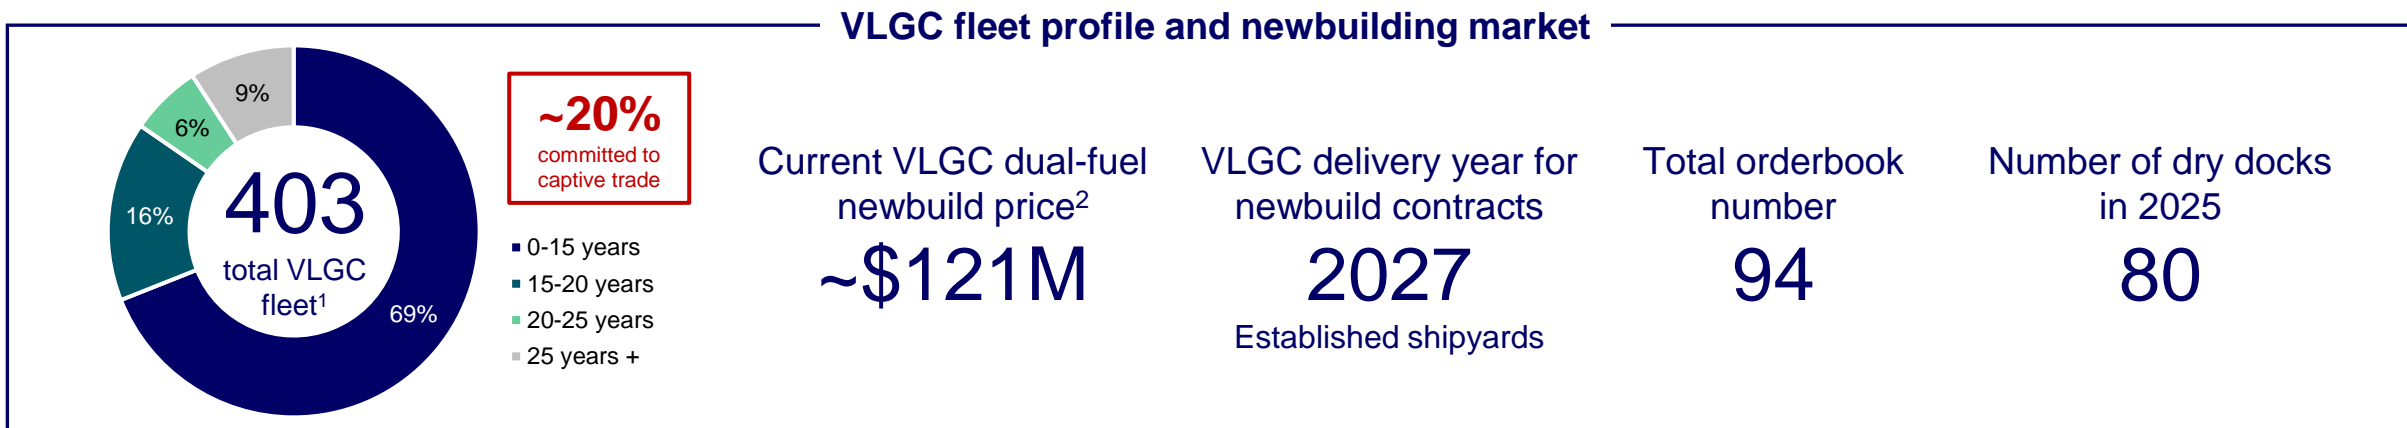 VLGC fleet profile and newbuilding market
9%
6%
16%
69%
403
total VLGC
fleet1
~20%
committed to
captive trade
0-15 years
15-20 years
20-25 years
25 years +
Current VLGC dual-fuel
newbuild price2
~$121M
VLGC delivery year for
newbuild contracts
2027
Established shipyards
Total orderbook
number
94
Number of dry docks
in 2025
80